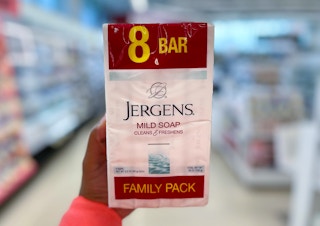 8 BAR
JERGENS
MILD SOAP
CLEANS & FRESHENS
FAMILY PACK